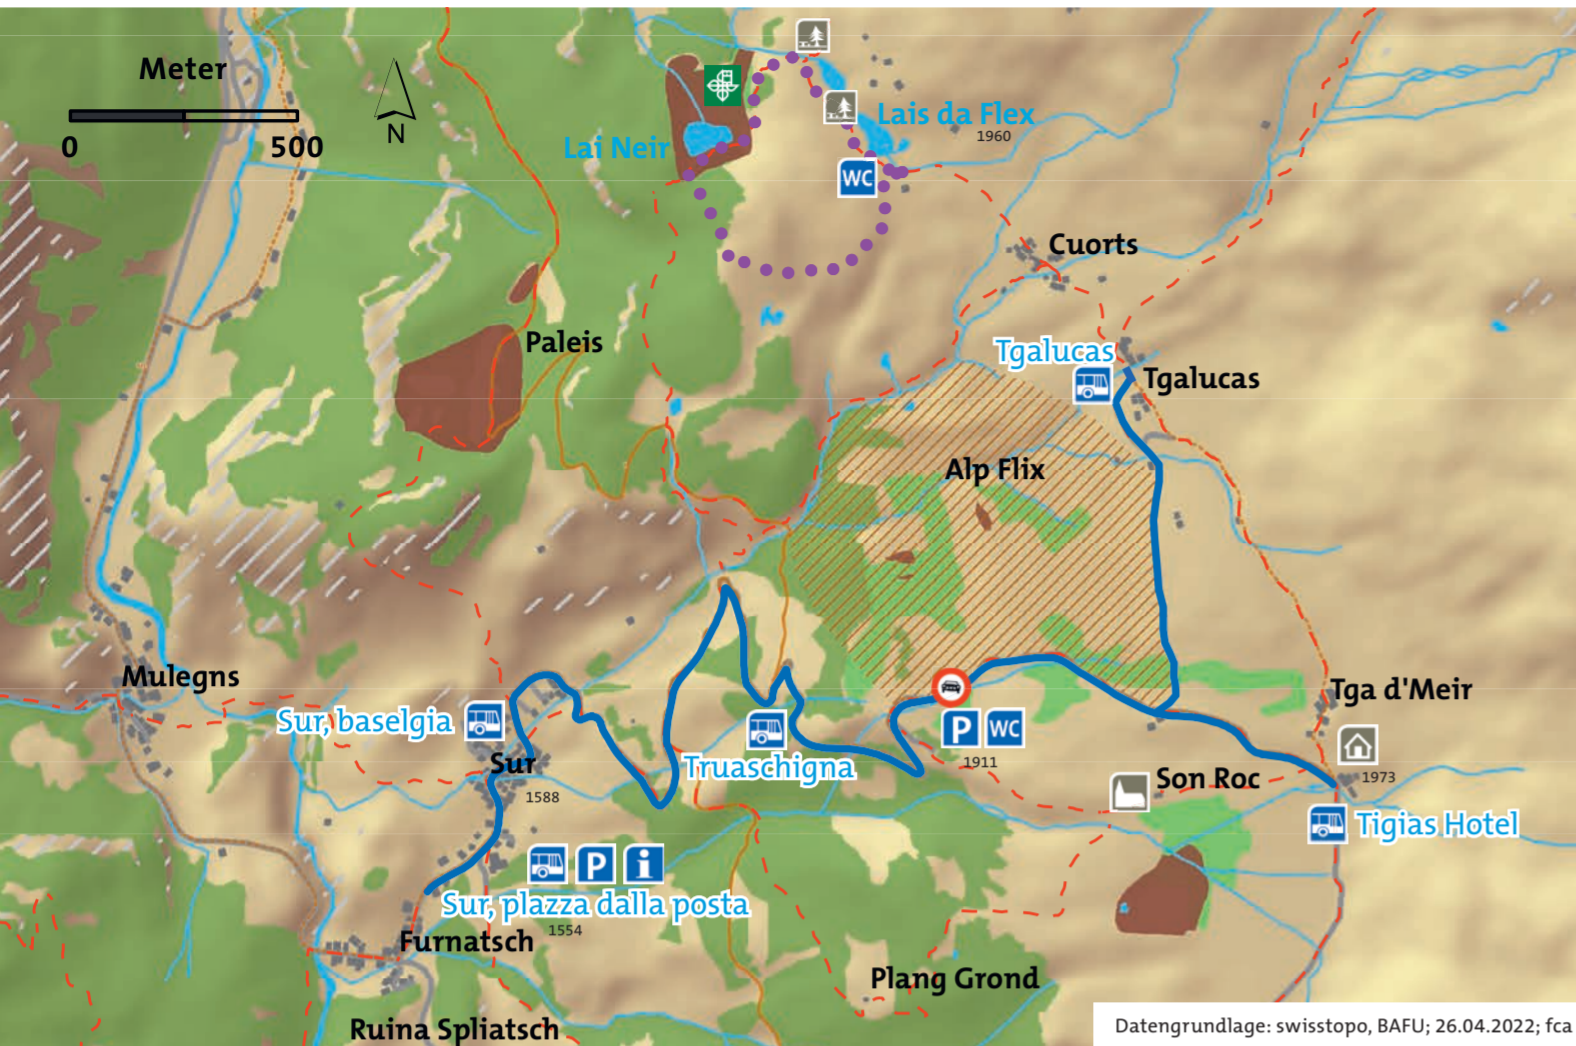 Meter
0
500
N
Lai Neir
Lais da Flex
1960
WC
Cuorts
Paleis
Tgalucas
Tgalucas
Alp Flix
Mulegns
Sur, baselgia
Sur
1588
Truaschigna
P
WC
1911
Tga d'Meir
1973
Son Roc
Tigias Hotel
P
i
Sur, plazza dalla posta
1554
Furnatsch
Plang Grond
Ruina Spliatsch
Datengrundlage: swisstopo, BAFU; 26.04.2022; fca